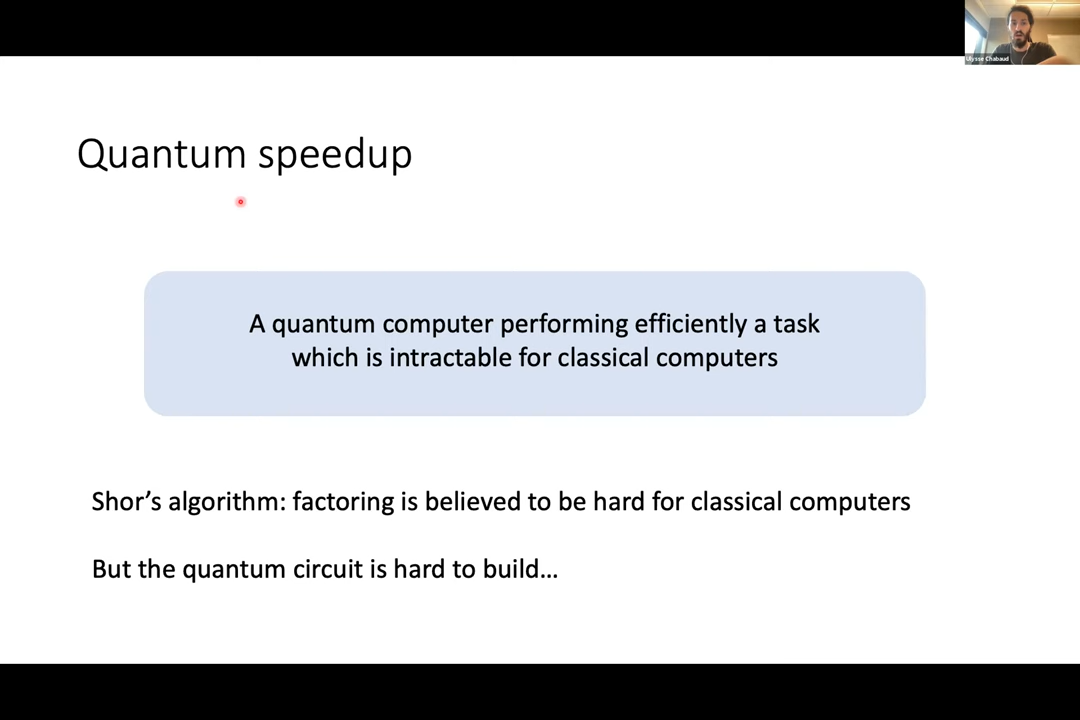 Ulysse Chabaud
Quantum speedup
A quantum computer performing efficiently a task
which is intractable for classical computers
Shor’s algorithm: factoring is believed to be hard for classical computers
But the quantum circuit is hard to build…